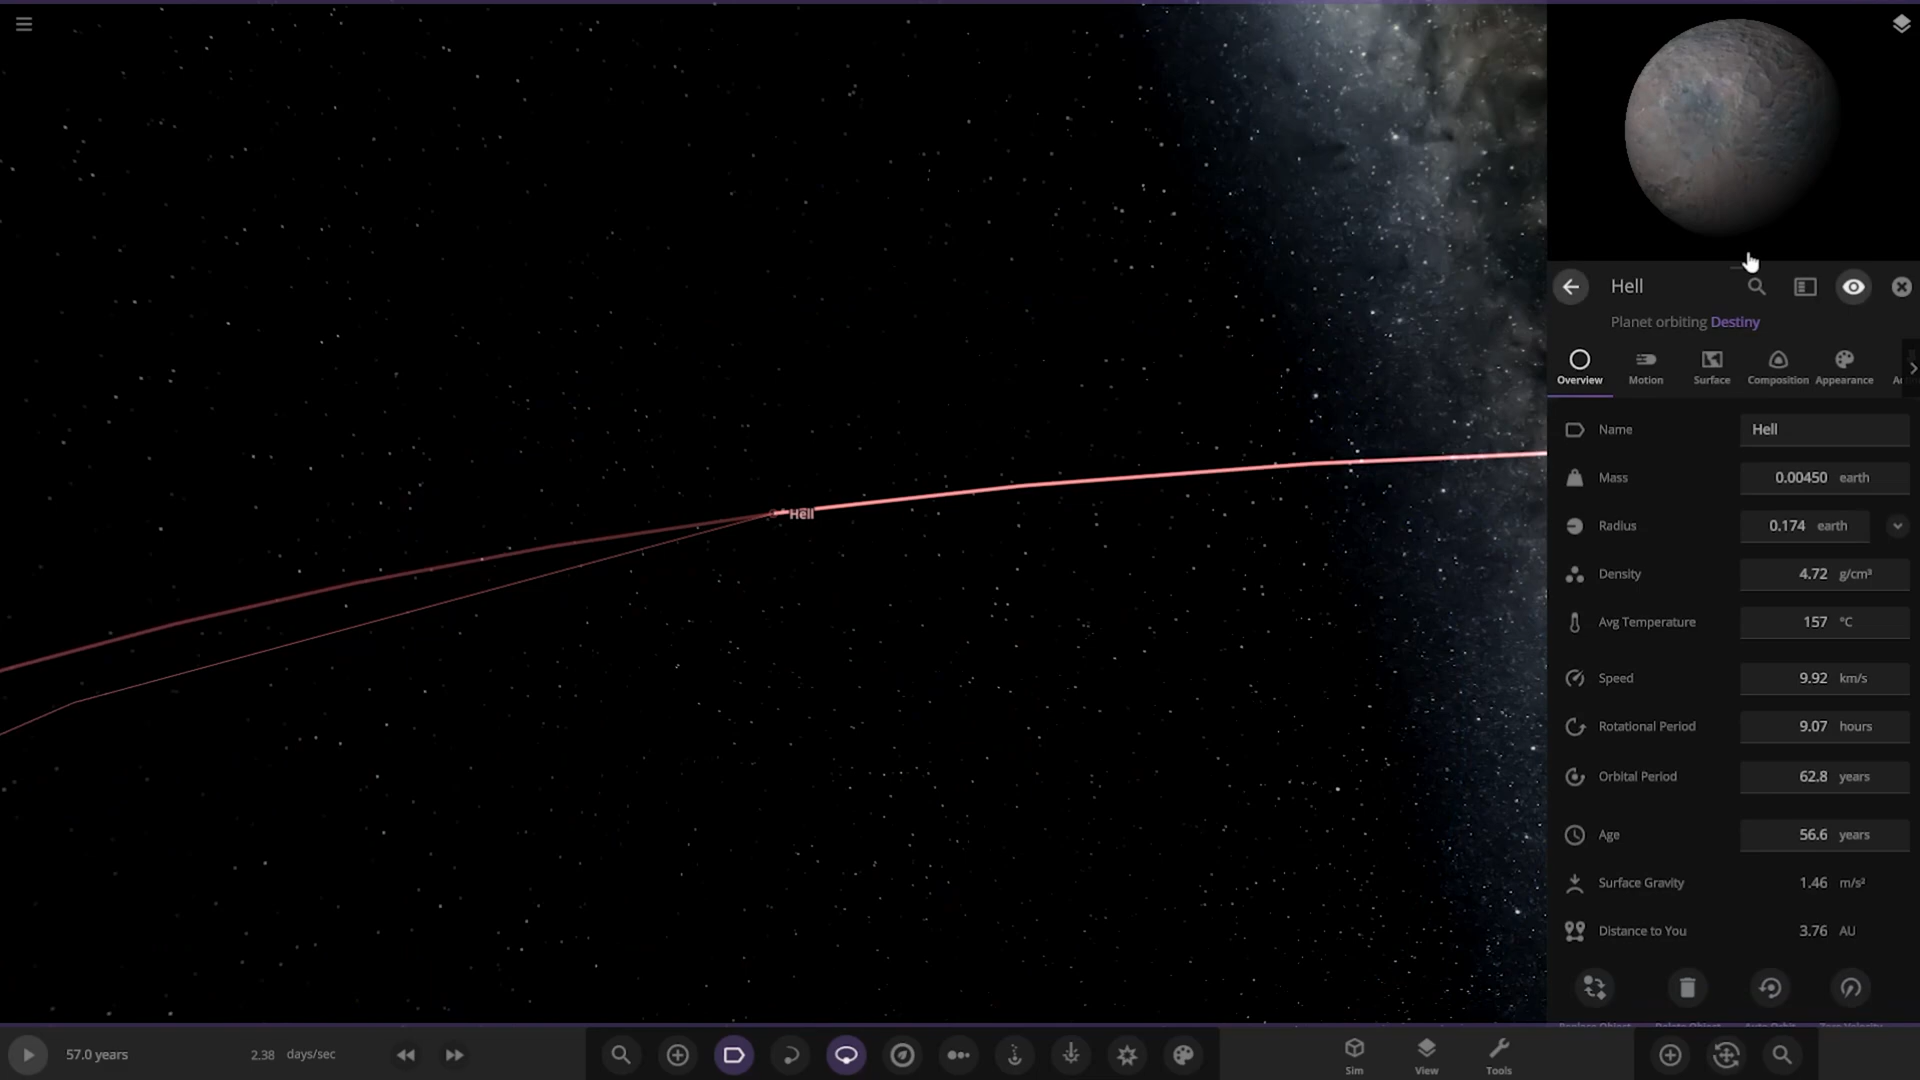 Hell
Hell
Planet orbiting Destiny
Overview
Motion
Surface
Composition
Appearance
Name
Hell
Mass
0.00450 earth
Radius
0.174 earth
Density
4.72 g/cm³
Avg Temperature
157 °C
Speed
9.92 km/s
Rotational Period
9.07 hours
Orbital Period
62.8 years
Age
56.6 years
Surface Gravity
1.46 m/s²
Distance to You
3.76 AU
57.0 years
2.38 days/sec
Sim
View
Tools